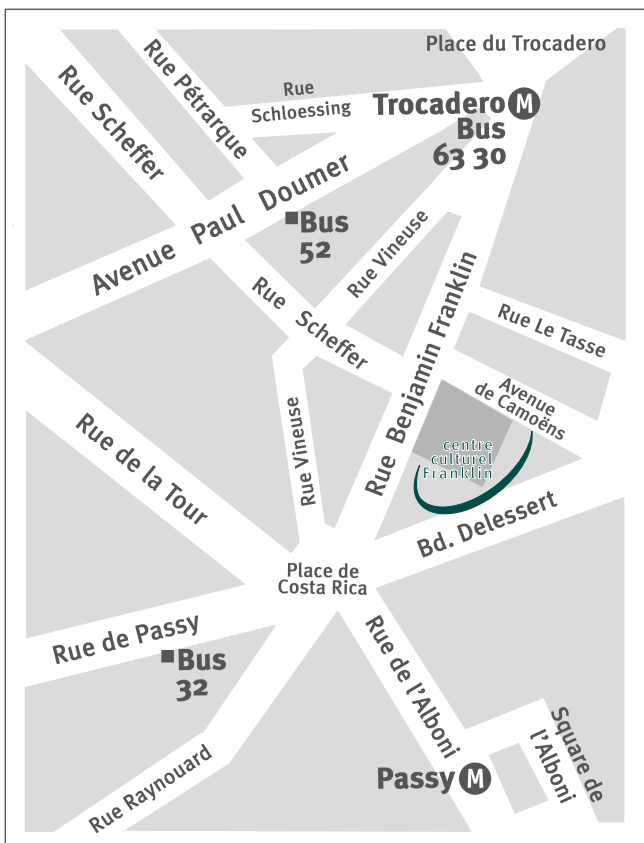 Place du Trocadero
Rue Pétrarque
Rue Scheffer
Rue
Schloessing
Trocadero M
Bus
63 30
Avenue Paul Doumer
Bus
52
Rue Vineuse
Rue Scheffer
Rue Benjamin Franklin
Rue Le Tasse
Avenue
de Camoëns
Rue Vineuse
Rue de la Tour
centre
culturel
Franklin
Bd. Delessert
Place de
Costa Rica
Rue de Passy
Bus
32
Rue de l'Alboni
Square de
l'Alboni
Passy M
Rue Raynouard